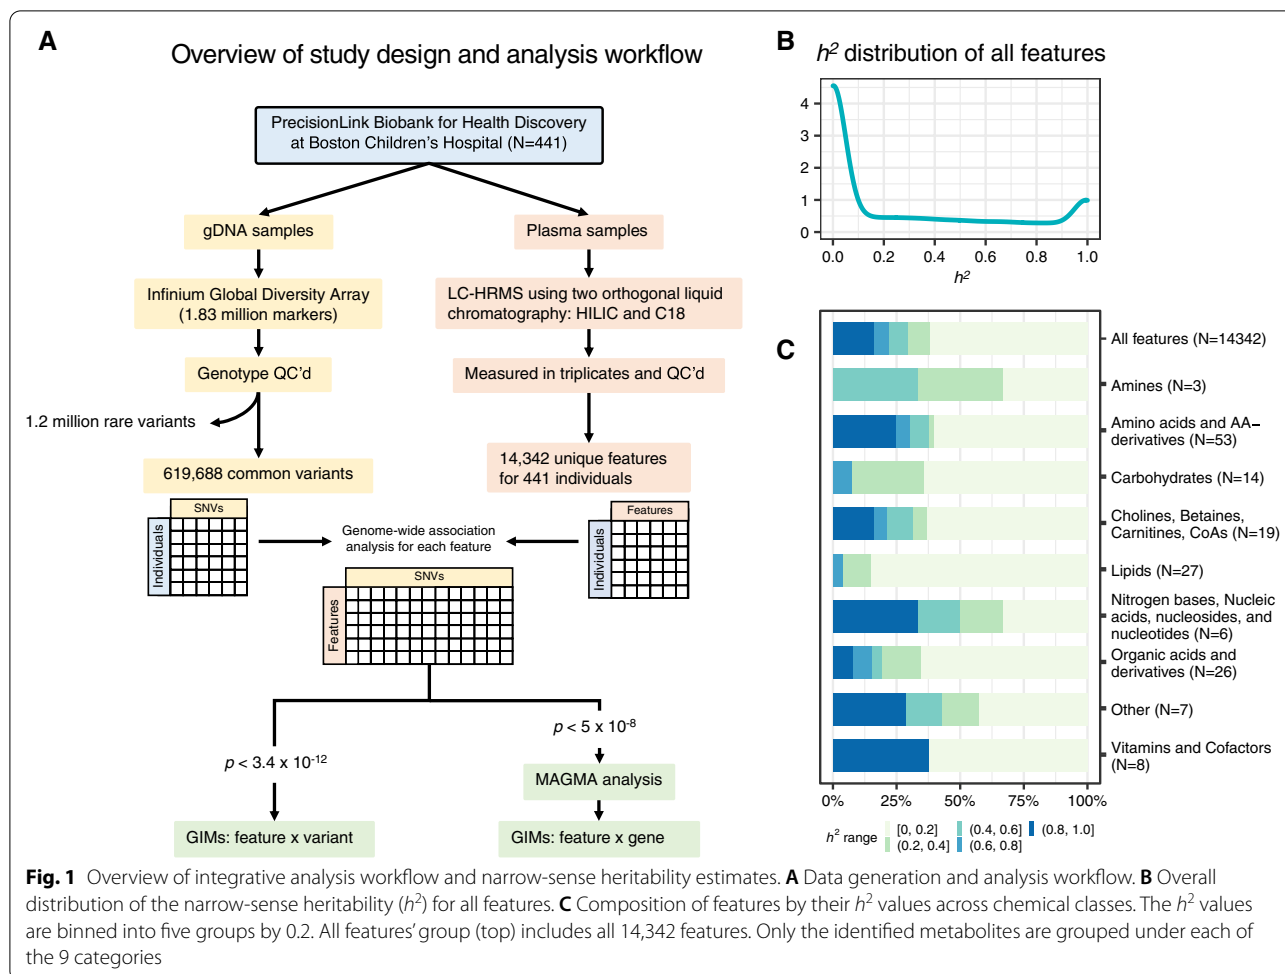 A
Overview of study design and analysis workflow
PrecisionLink Biobank for Health Discovery
at Boston Children's Hospital (N=441)
gDNA samples
Plasma samples
Infinium Global Diversity Array
(1.83 million markers)
LC-HRMS using two orthogonal liquid
chromatography: HILIC and C18
Genotype QC'd
Measured in triplicates and QC'd
1.2 million rare variants
619,688 common variants
14,342 unique features
for 441 individuals
SNVs
Individuals
Genome-wide association
analysis for each feature
Features
Individuals
SNVs
Features
p < 3.4 x 10⁻¹²
p < 5 x 10⁻⁸
MAGMA analysis
GIMs: feature x variant
GIMs: feature x gene
B
h² distribution of all features
4
3
2
1
0
0.0 0.2 0.4 0.6 0.8 1.0
h²
C
All features (N=14342)
Amines (N=3)
Amino acids and AA−
derivatives (N=53)
Carbohydrates (N=14)
Cholines, Betaines,
Carnitines, CoAs (N=19)
Lipids (N=27)
Nitrogen bases, Nucleic
acids, nucleosides, and
nucleotides (N=6)
Organic acids and
derivatives (N=26)
Other (N=7)
Vitamins and Cofactors
(N=8)
0% 25% 50% 75% 100%
h² range
[0, 0.2] (0.4, 0.6] (0.8, 1.0]
(0.2, 0.4] (0.6, 0.8]
Fig. 1 Overview of integrative analysis workflow and narrow-sense heritability estimates. A Data generation and analysis workflow. B Overall
distribution of the narrow-sense heritability (h²) for all features. C Composition of features by their h² values across chemical classes. The h² values
are binned into five groups by 0.2. All features' group (top) includes all 14,342 features. Only the identified metabolites are grouped under each of
the 9 categories